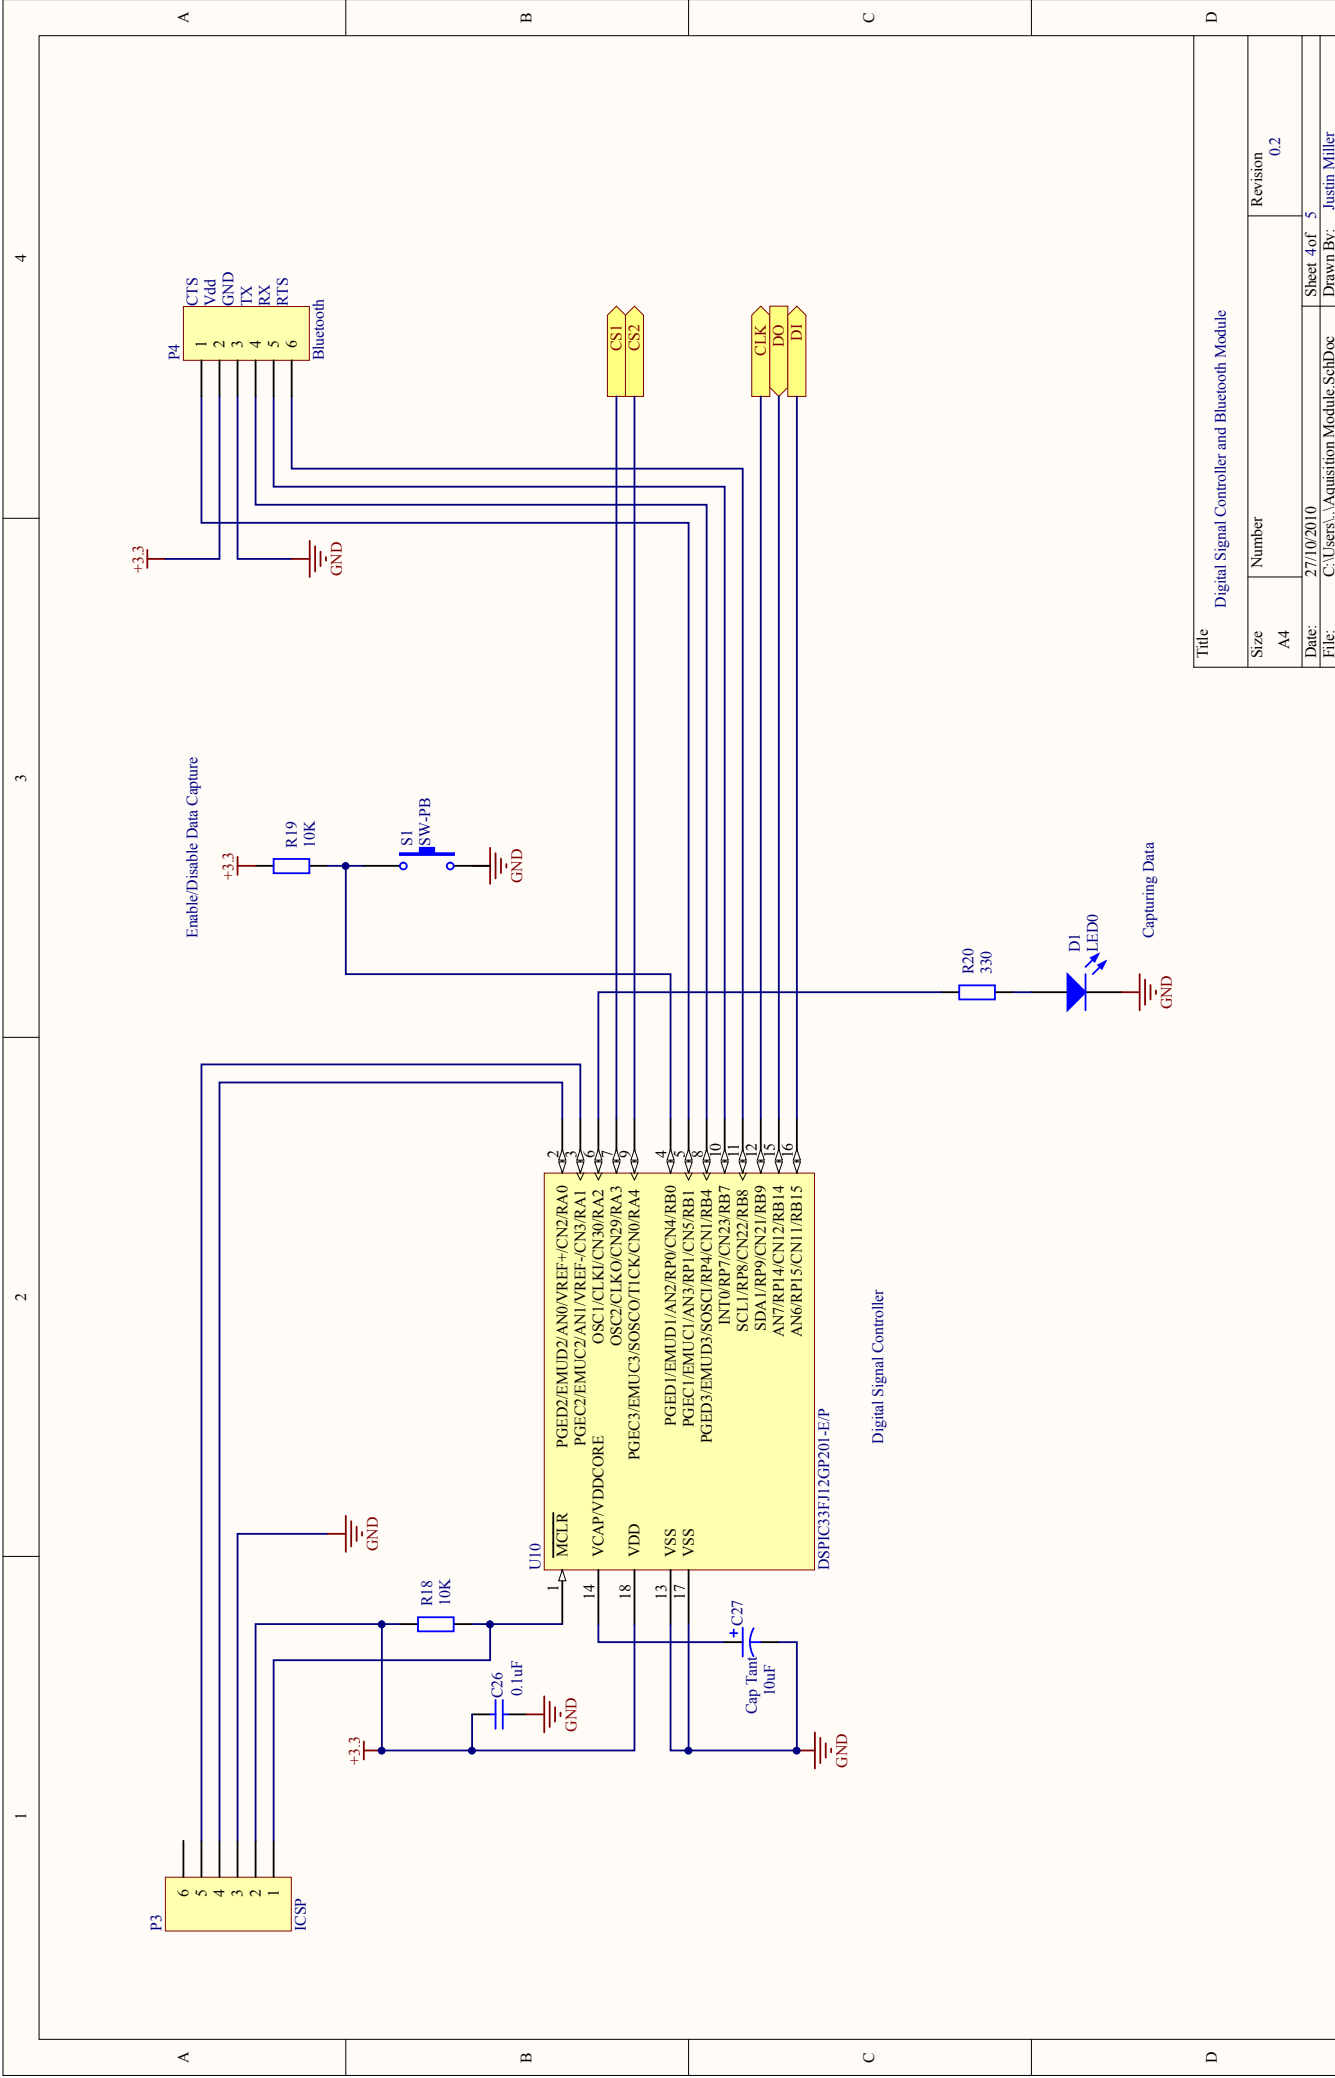 1
2
3
4
A
A
B
B
C
C
D
D
P3
6
5
4
3
2
1
ICSP
GND
+3.3
R18
10K
C26
0.1uF
GND
1
14
18
13
17
+
C27
Cap Tant
10uF
GND
U10
MCLR
VCAP/VDDCORE
VDD
VSS
VSS
PGED2/EMUD2/AN0/VREF+/CN2/RA0
PGEC2/EMUC2/AN1/VREF-/CN3/RA1
OSC1/CLKI/CN30/RA2
OSC2/CLKO/CN29/RA3
PGEC3/EMUC3/SOSCO/T1CK/CN0/RA4
PGED1/EMUD1/AN2/RP0/CN4/RB0
PGEC1/EMUC1/AN3/RP1/CN5/RB1
PGED3/EMUD3/SOSCI/RP4/CN1/RB4
INT0/RP7/CN23/RB7
SCL1/RP8/CN22/RB8
SDA1/RP9/CN21/RB9
AN7/RP14/CN12/RB14
AN6/RP15/CN11/RB15
2
3
6
7
9
4
5
8
10
11
12
15
16
DSPIC33FJ12GP201-E/P
Digital Signal Controller
Enable/Disable Data Capture
+3.3
R19
10K
S1
SW-PB
GND
R20
330
D1
LED0
GND
Capturing Data
+3.3
GND
P4
1
2
3
4
5
6
CTS
Vdd
GND
TX
RX
RTS
Bluetooth
CS1
CS2
CLK
DO
DI
Title
Digital Signal Controller and Bluetooth Module
Size
Number
Revision
A4
0.2
Date: 27/10/2010 Sheet 4 of 5
File: C:\Users\..\Aquisition Module.SchDoc Drawn By: Justin Miller